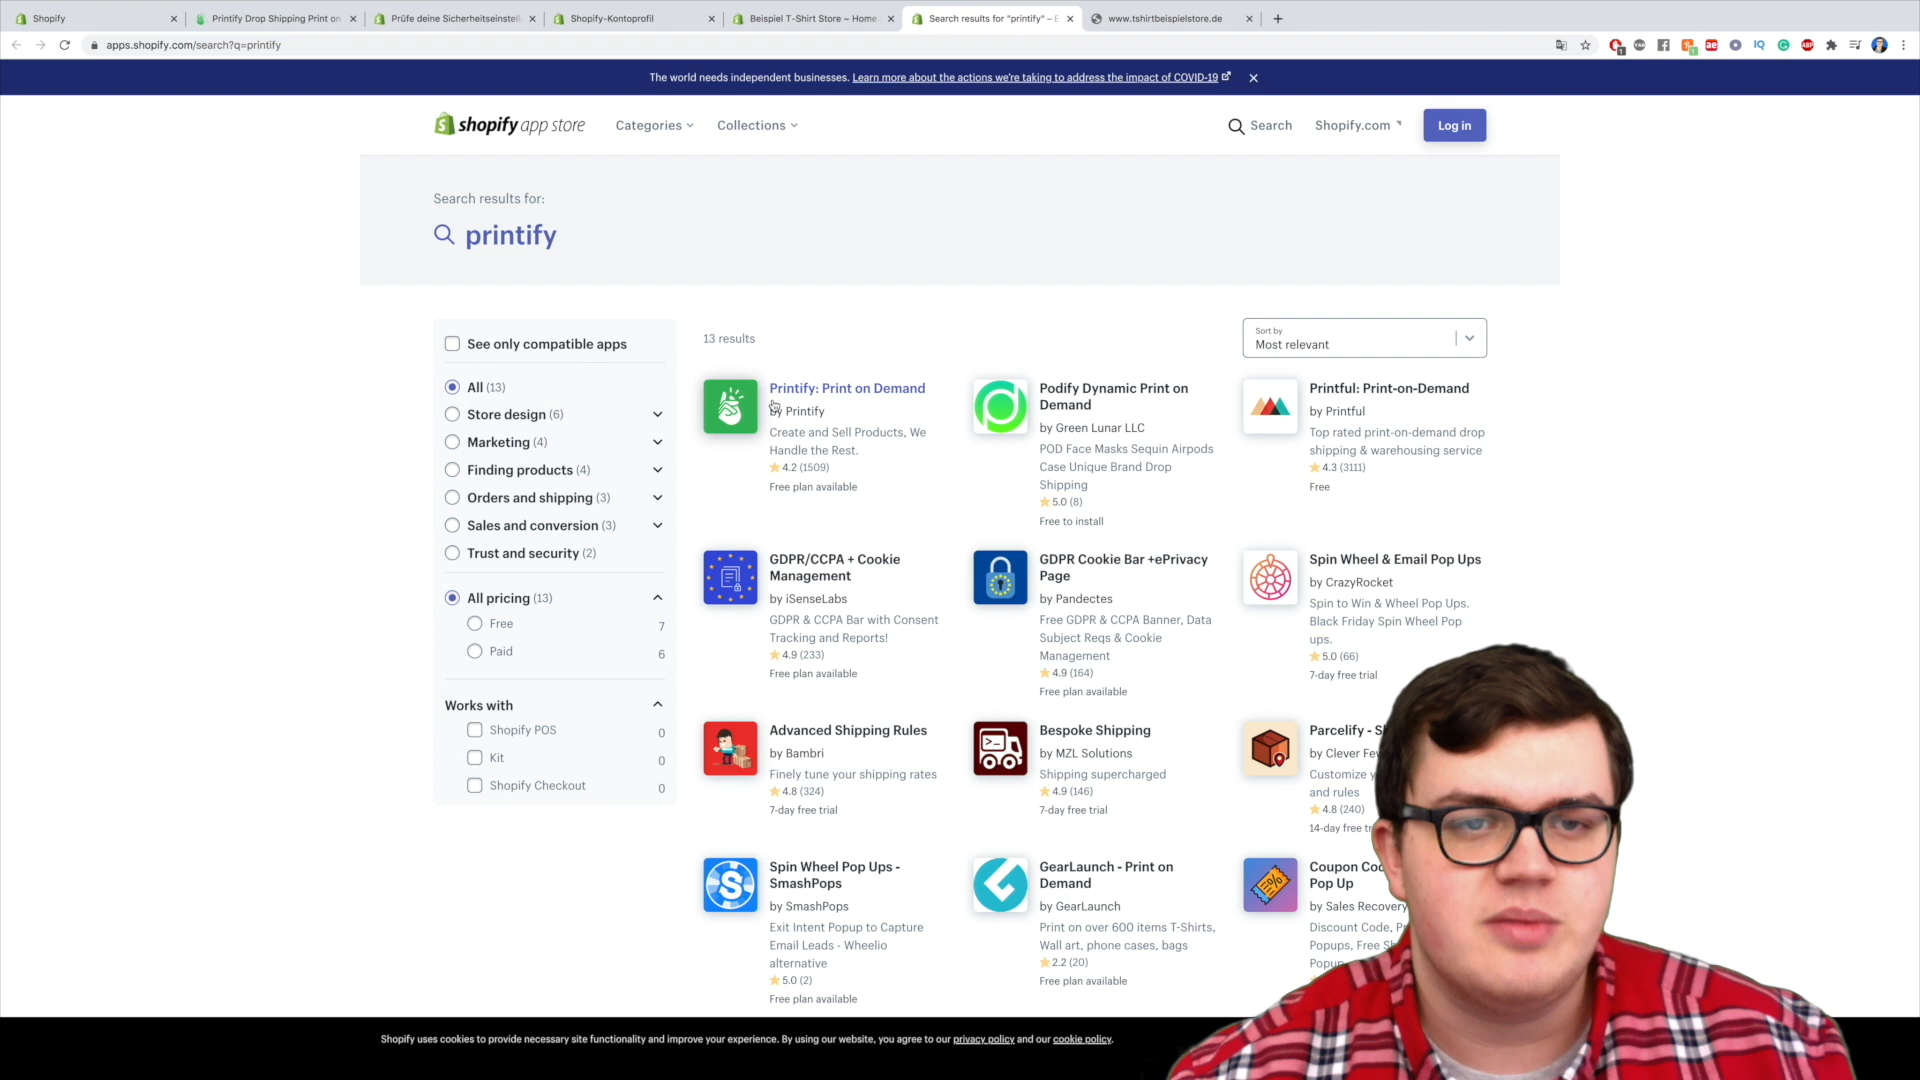 Shopify
Printify Drop Shipping Print on
Prüfe deine Sicherheitseinstell
Shopify-Kontoprofil
Beispiel T-Shirt Store ~ Home
Search results for "printify" – E
www.tshirtbeispielstore.de
apps.shopify.com/search?q=printify
The world needs independent businesses. Learn more about the actions we're taking to address the impact of COVID-19
shopify app store
Categories
Collections
Search
Shopify.com
Log in
Search results for:
printify
See only compatible apps
All (13)
Store design (6)
Marketing (4)
Finding products (4)
Orders and shipping (3)
Sales and conversion (3)
Trust and security (2)
All pricing (13)
Free 7
Paid 6
Works with
Shopify POS 0
Kit 0
Shopify Checkout 0
13 results
Sort by
Most relevant
Printify: Print on Demand
by Printify
Create and Sell Products, We
Handle the Rest.
4.2 (1509)
Free plan available
Podify Dynamic Print on
Demand
by Green Lunar LLC
POD Face Masks Sequin Airpods
Case Unique Brand Drop
Shipping
5.0 (8)
Free to install
Printful: Print-on-Demand
by Printful
Top rated print-on-demand drop
shipping & warehousing service
4.3 (3111)
Free
GDPR/CCPA + Cookie
Management
by iSenseLabs
GDPR & CCPA Bar with Consent
Tracking and Reports!
4.9 (233)
Free plan available
GDPR Cookie Bar +ePrivacy
Page
by Pandectes
Free GDPR & CCPA Banner, Data
Subject Reqs & Cookie
Management
4.9 (164)
Free plan available
Spin Wheel & Email Pop Ups
by CrazyRocket
Spin to Win & Wheel Pop Ups.
Black Friday Spin Wheel Pop
ups.
5.0 (66)
7-day free trial
Advanced Shipping Rules
by Bambri
Finely tune your shipping rates
4.8 (324)
7-day free trial
Bespoke Shipping
by MZL Solutions
Shipping supercharged
4.9 (146)
7-day free trial
Parcelify - S
by Clever Fe
Customize y
and rules
4.8 (240)
14-day free tr
Spin Wheel Pop Ups -
SmashPops
by SmashPops
Exit Intent Popup to Capture
Email Leads - Wheelio
alternative
5.0 (2)
Free plan available
GearLaunch - Print on
Demand
by GearLaunch
Print on over 600 items T-Shirts,
Wall art, phone cases, bags
2.2 (20)
Free plan available
Coupon Co
Pop Up
by Sales Recovery
Discount Code, P
Popups, Free S
Popup
Shopify uses cookies to provide necessary site functionality and improve your experience. By using our website, you agree to our privacy policy and our cookie policy.